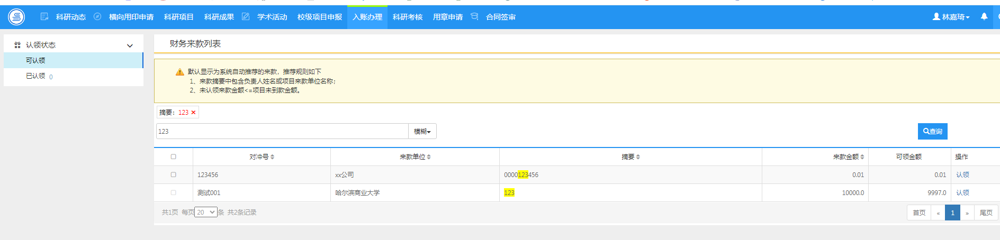 科研动态 横向用印申请 科研项目 科研成果 学术活动 校级项目申报 入账办理 科研考核 用章申请 合同签审 林嘉琦
认领状态
可认领
已认领 0
财务来款列表
默认显示为系统自动推荐的来款，推荐规则如下
1、来款摘要中包含负责人姓名或项目来款单位名称；
2、未认领来款金额<=项目未到款金额。
摘要：123 ×
123 模糊 查询
对冲号 来款单位 摘要 来款金额 可领金额 操作
123456 xx公司 0000123456 0.01 0.01 认领
测试001 哈尔滨商业大学 123 10000.0 9997.0 认领
共1页 每页20条 共2条记录 首页 « 1 » 尾页